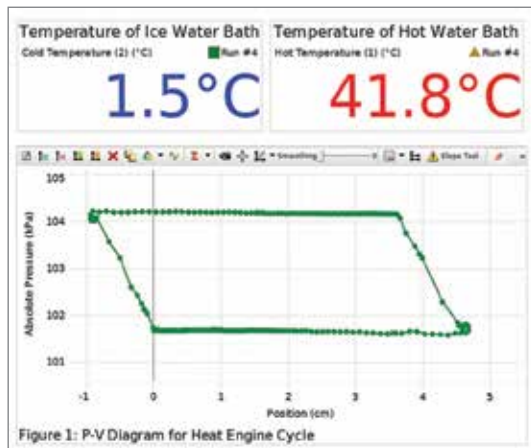 Temperature of Ice Water Bath
Cold Temperature (2) (°C) Run #4
1.5°C
Temperature of Hot Water Bath
Hot Temperature (1) (°C) Run #4
41.8°C
Smoothing
Slope Tool
Absolute Pressure (kPa)
105
104
103
102
101
-1 0 1 2 3 4 5
Position (cm)
Figure 1: P-V Diagram for Heat Engine Cycle